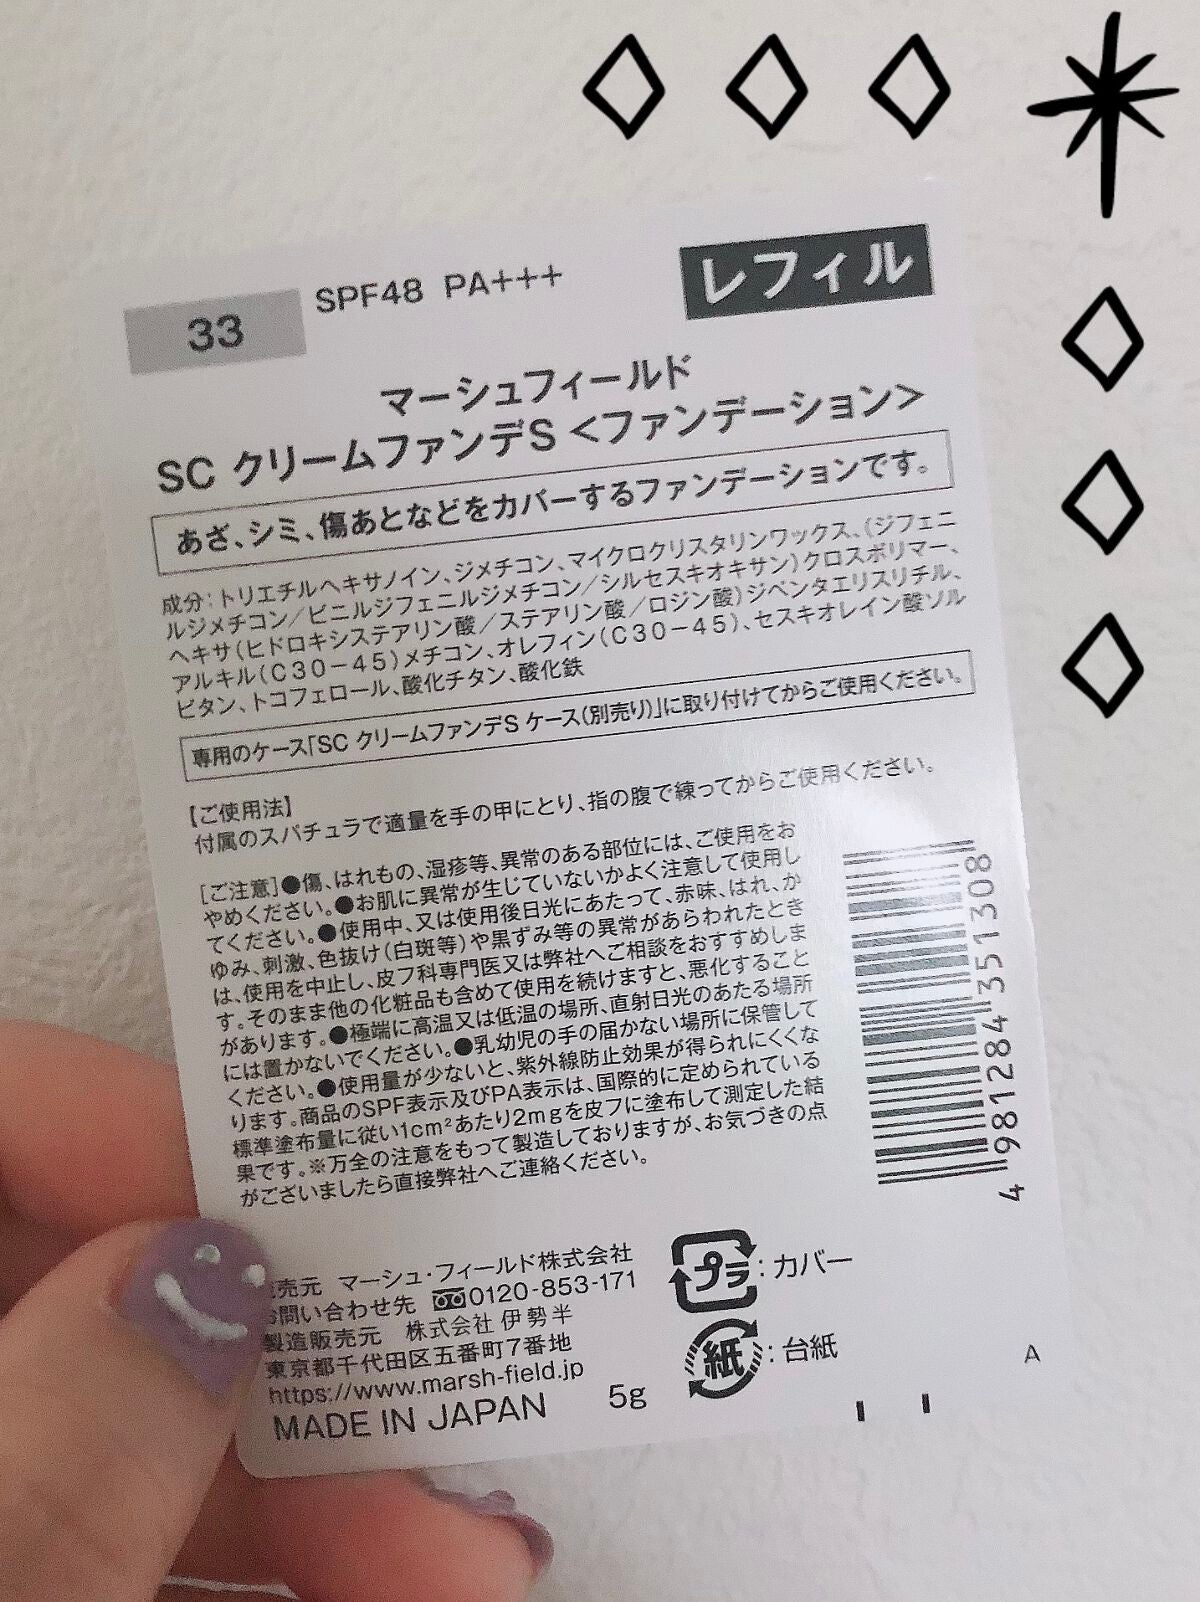 33
SPF48 PA+++
レフィル
マーシュフィールド
SC クリームファンデS <ファンデーション>
あざ、シミ、傷あとなどをカバーするファンデーションです。
成分:トリエチルヘキサノイン、ジメチコン、マイクロクリスタリンワックス、(ジフェニ
ルジメチコン/ビニルジフェニルジメチコン/シルセスキオキサン)クロスポリマー、
ヘキサ(ヒドロキシステアリン酸/ステアリン酸/ロジン酸)ジペンタエリスリチル、
アルキル(C30-45)メチコン、オレフィン(C30-45)、セスキオレイン酸ソル
ビタン、トコフェロール、酸化チタン、酸化鉄
専用のケース「SC クリームファンデS ケース(別売り)」に取り付けてからご使用ください。
【ご使用法】
付属のスパチュラで適量を手の甲にとり、指の腹で練ってからご使用ください。
[ご注意]●傷、はれもの、湿疹等、異常のある部位には、ご使用をお
やめください。●お肌に異常が生じていないかよく注意して使用し
てください。●使用中、又は使用後日光にあたって、赤味、はれ、か
ゆみ、刺激、色抜け(白斑等)や黒ずみ等の異常があらわれたとき
は、使用を中止し、皮フ科専門医又は弊社へご相談をおすすめしま
す。そのまま他の化粧品も含めて使用を続けますと、悪化すること
があります。●極端に高温又は低温の場所、直射日光のあたる場所
には置かないでください。●乳幼児の手の届かない場所に保管して
ください。●使用量が少ないと、紫外線防止効果が得られにくくな
ります。商品のSPF表示及びPA表示は、国際的に定められている
標準塗布量に従い1cm²あたり2mgを皮フに塗布して測定した結
果です。※万全の注意をもって製造しておりますが、お気づきの点
がございましたら直接弊社へご連絡ください。
4 981284 351308
売元 マーシュ・フィールド株式会社
お問い合わせ先 0120-853-171
製造販売元 株式会社 伊勢半
東京都千代田区五番町7番地
https://www.marsh-field.jp
MADE IN JAPAN 5g
プラ:カバー
紙:台紙
A